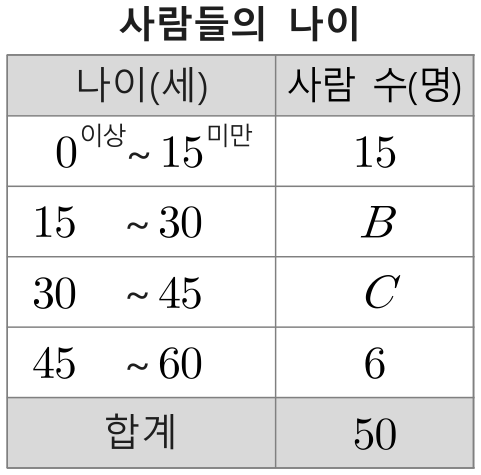 사람들의 나이
나이(세) 사람 수(명)
0이상 ~ 15미만 15
15 ~ 30 B
30 ~ 45 C
45 ~ 60 6
합계 50